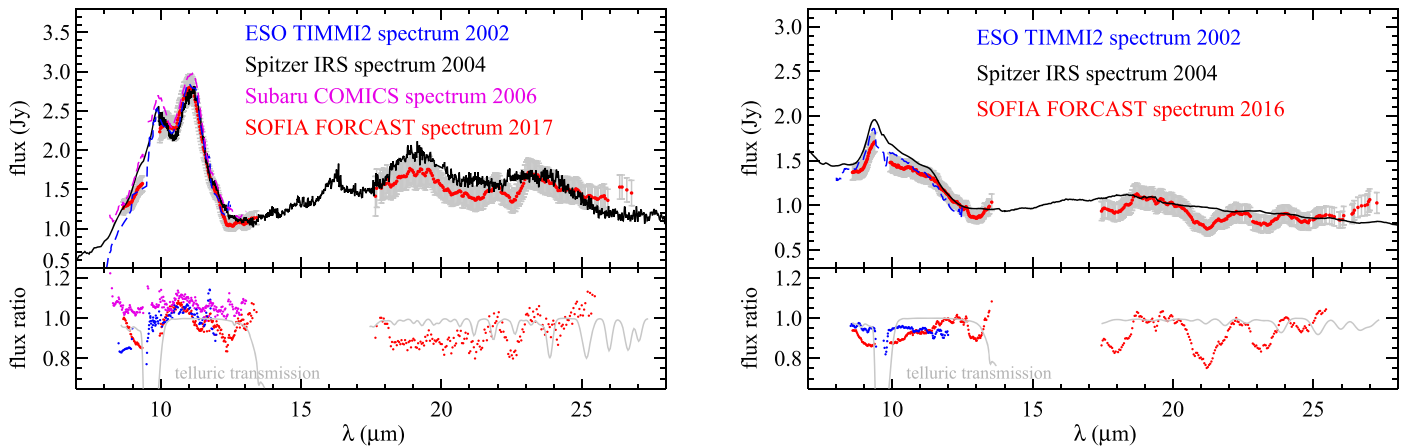 ESO TIMMI2 spectrum 2002
Spitzer IRS spectrum 2004
Subaru COMICS spectrum 2006
SOFIA FORCAST spectrum 2017
flux (Jy)
3.5
3.0
2.5
2.0
1.5
1.0
0.5
flux ratio
1.2
1.0
0.8
telluric transmission
10 15 20 25
λ (μm)
ESO TIMMI2 spectrum 2002
Spitzer IRS spectrum 2004
SOFIA FORCAST spectrum 2016
flux (Jy)
3.0
2.5
2.0
1.5
1.0
0.5
flux ratio
1.2
1.0
0.8
telluric transmission
10 15 20 25
λ (μm)